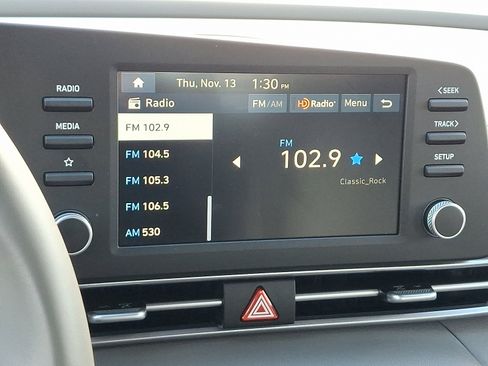 Thu, Nov. 13 1:30 PM
RADIO
Radio FM/AM HD Radio Menu
<SEEK
FM 102.9
MEDIA
FM 104.5
FM
TRACK>
FM 105.3
102.9
SETUP
FM 106.5
Classic_Rock
AM 530